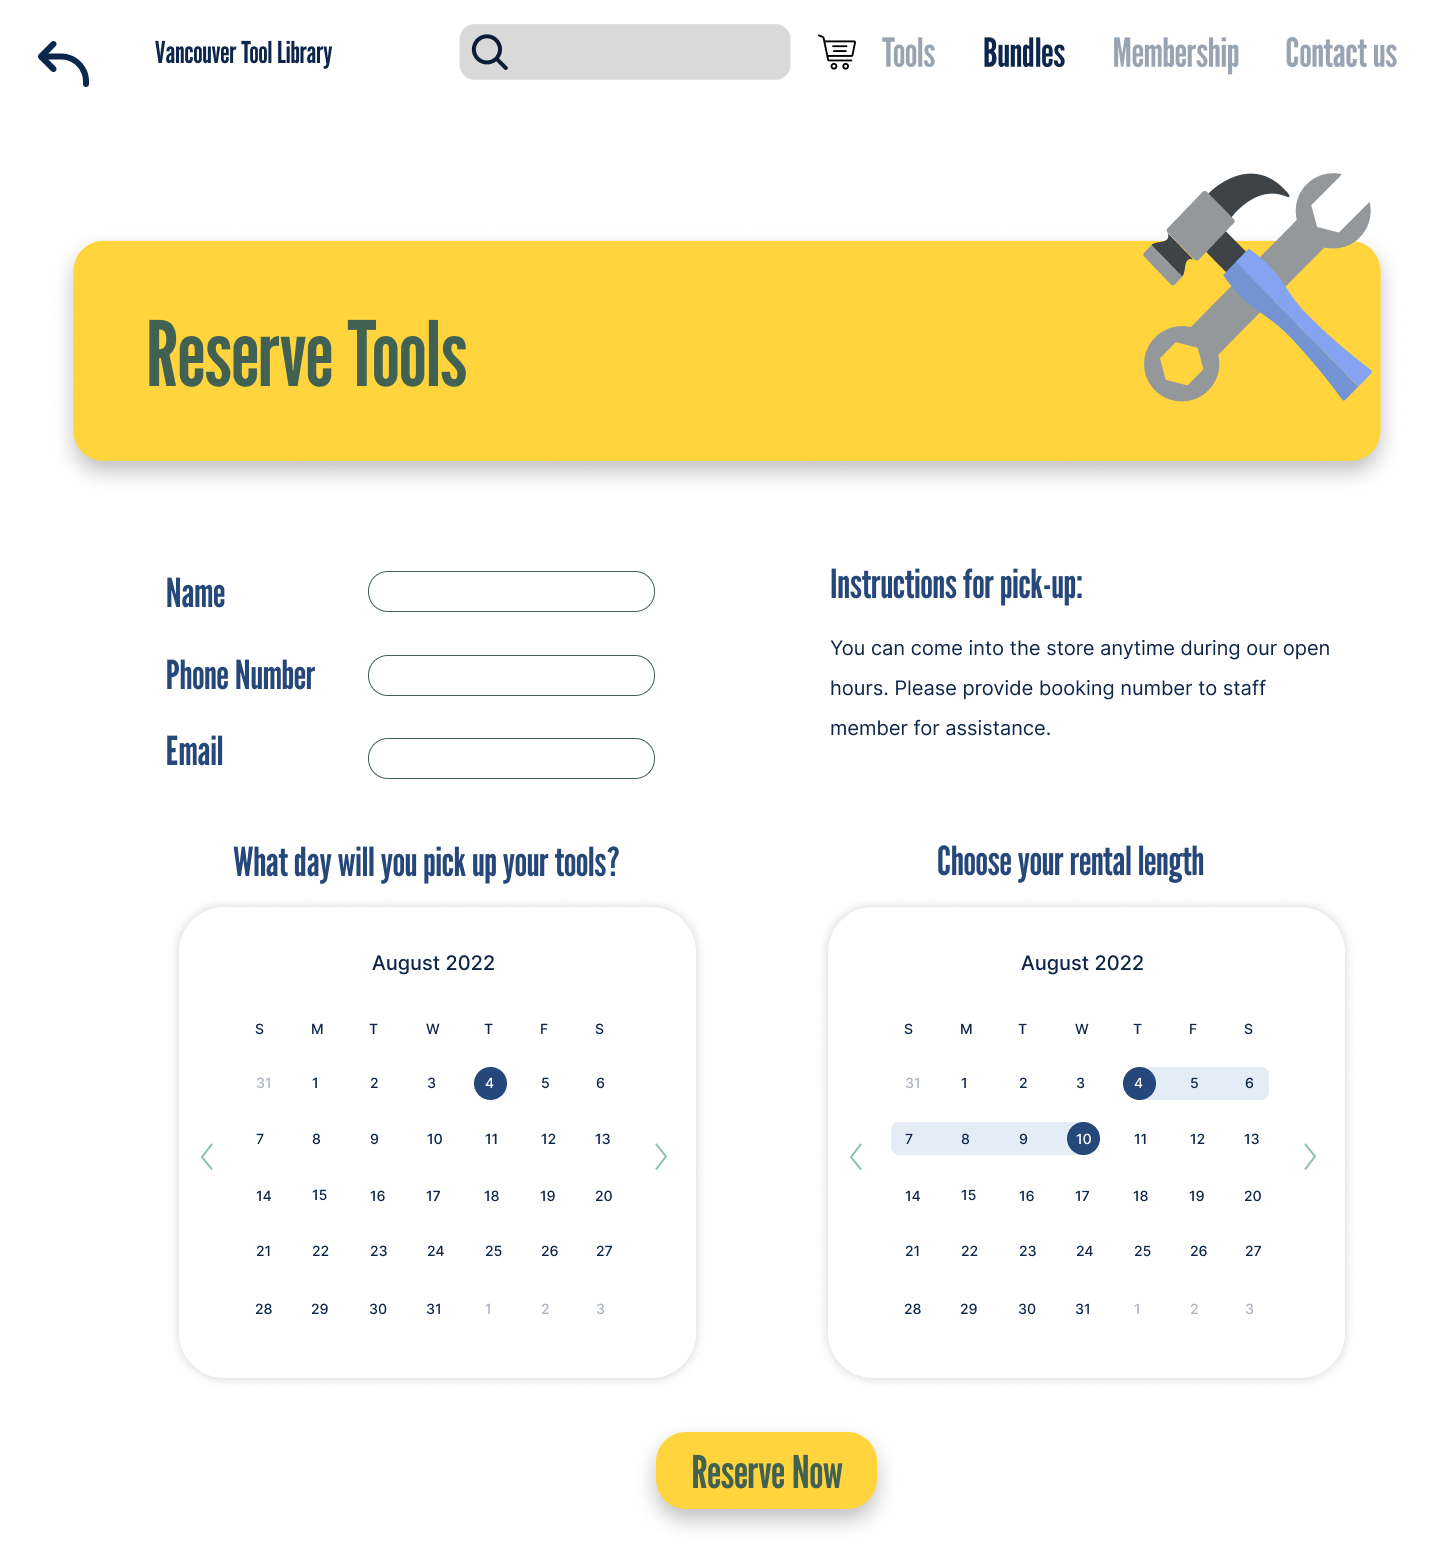 Vancouver Tool Library
Tools
Bundles
Membership
Contact us
Reserve Tools
Name
Phone Number
Email
Instructions for pick-up:
You can come into the store anytime during our open
hours. Please provide booking number to staff
member for assistance.
What day will you pick up your tools?
August 2022
S M T W T F S
31 1 2 3 4 5 6
7 8 9 10 11 12 13
14 15 16 17 18 19 20
21 22 23 24 25 26 27
28 29 30 31 1 2 3
Choose your rental length
August 2022
S M T W T F S
31 1 2 3 4 5 6
7 8 9 10 11 12 13
14 15 16 17 18 19 20
21 22 23 24 25 26 27
28 29 30 31 1 2 3
Reserve Now